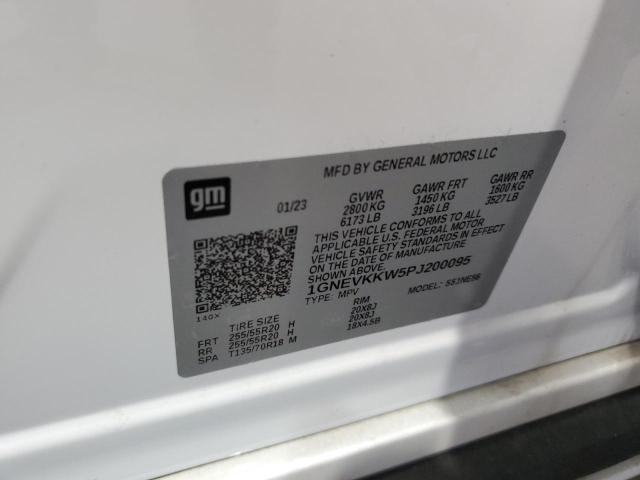 MFD BY GENERAL MOTORS LLC
gm
01/23
GVWR GAWR FRT GAWR RR
2800 KG 1450 KG 1600 KG
6173 LB 3196 LB 3527 LB
THIS VEHICLE CONFORMS TO ALL
APPLICABLE U.S. FEDERAL MOTOR
VEHICLE SAFETY STANDARDS IN EFFECT
ON THE DATE OF MANUFACTURE
SHOWN ABOVE.
1GNEVKKW5PJ200095
TYPE: MPV MODEL:
14GX
TIRE SIZE RIM
FRT 255/55R20 H 20X8J
RR 255/55R20 H 20X8J
SPA T135/70R18 M 18X4.5B